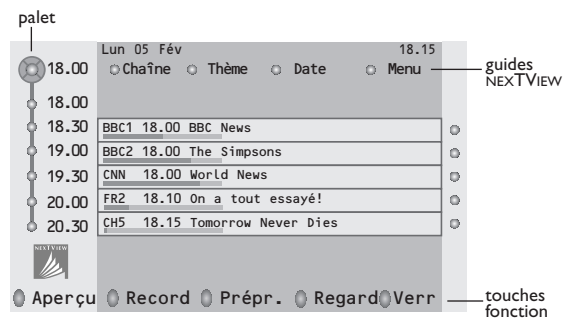 palet
Lun 05 Fév 18.15
18.00 Chaîne Thème Date Menu
guides
NEXTVIEW
18.00
18.30
BBC1 18.00 BBC News
19.00
BBC2 18.00 The Simpsons
19.30
CNN 18.00 World News
20.00
FR2 18.10 On a tout essayé!
20.30
CH5 18.15 Tomorrow Never Dies
NEXTVIEW
Aperçu Record Prépr. Regard Verr
touches
fonction